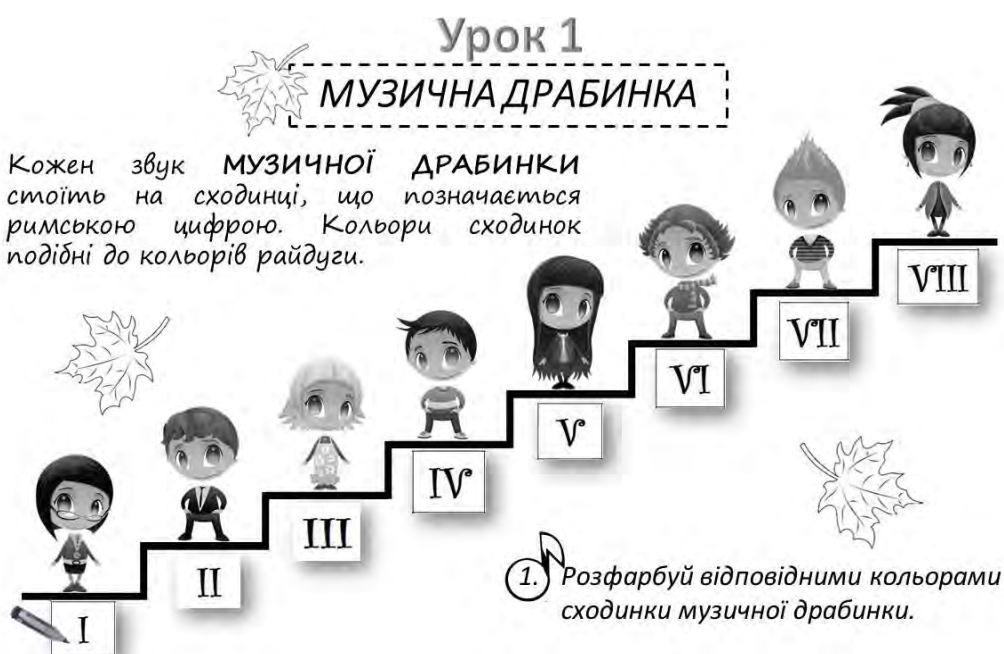 Урок 1
МУЗИЧНА ДРАБИНКА
Кожен звук МУЗИЧНОЇ ДРАБИНКИ
стоїть на сходинці, що позначається
римською цифрою. Кольори сходинок
подібні до кольорів райдуги.
VIII
VII
VI
V
IV
III
II
I
1. Розфарбуй відповідними кольорами
сходинки музичної драбинки.